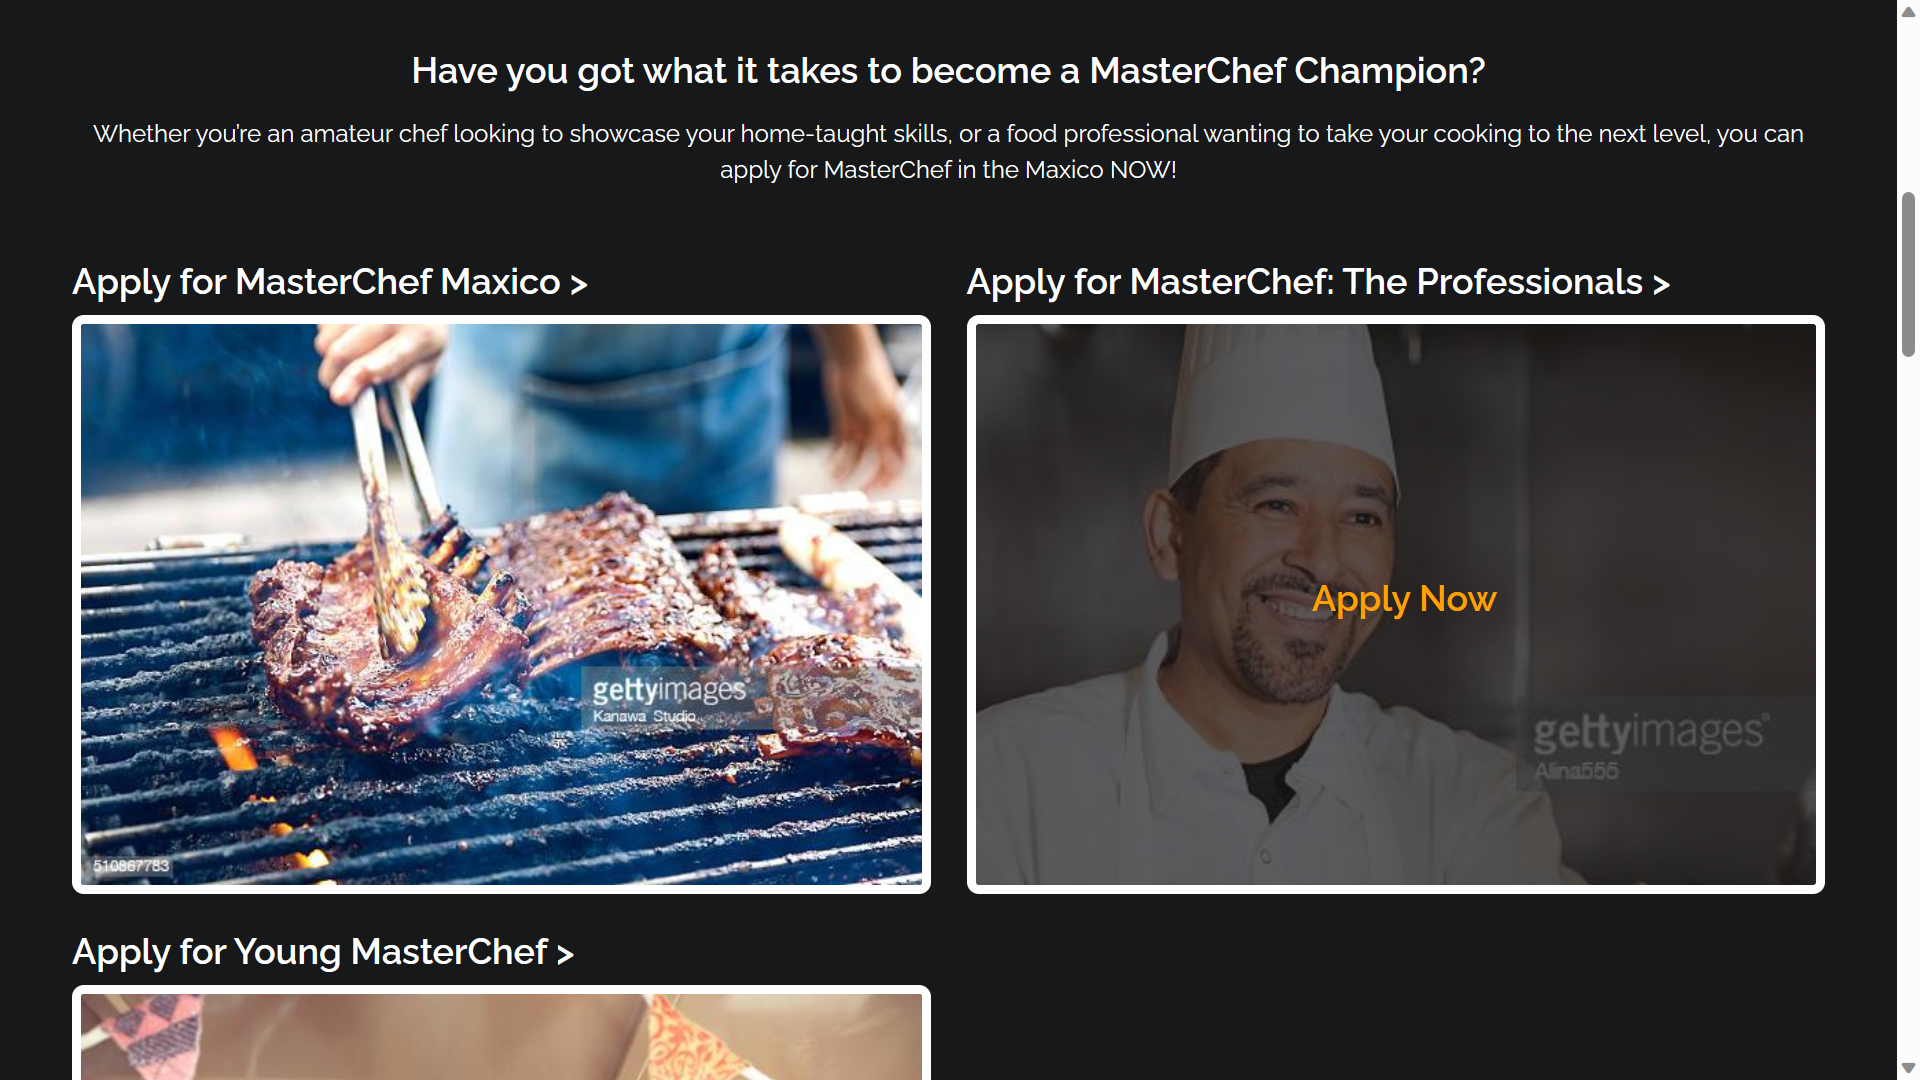 Have you got what it takes to become a MasterChef Champion?
Whether you're an amateur chef looking to showcase your home-taught skills, or a food professional wanting to take your cooking to the next level, you can
apply for MasterChef in the Maxico NOW!
Apply for MasterChef Maxico >
Apply for MasterChef: The Professionals >
gettyimages®
Kanawa Studio
510867783
Apply Now
gettyimages®
Alina555
Apply for Young MasterChef >